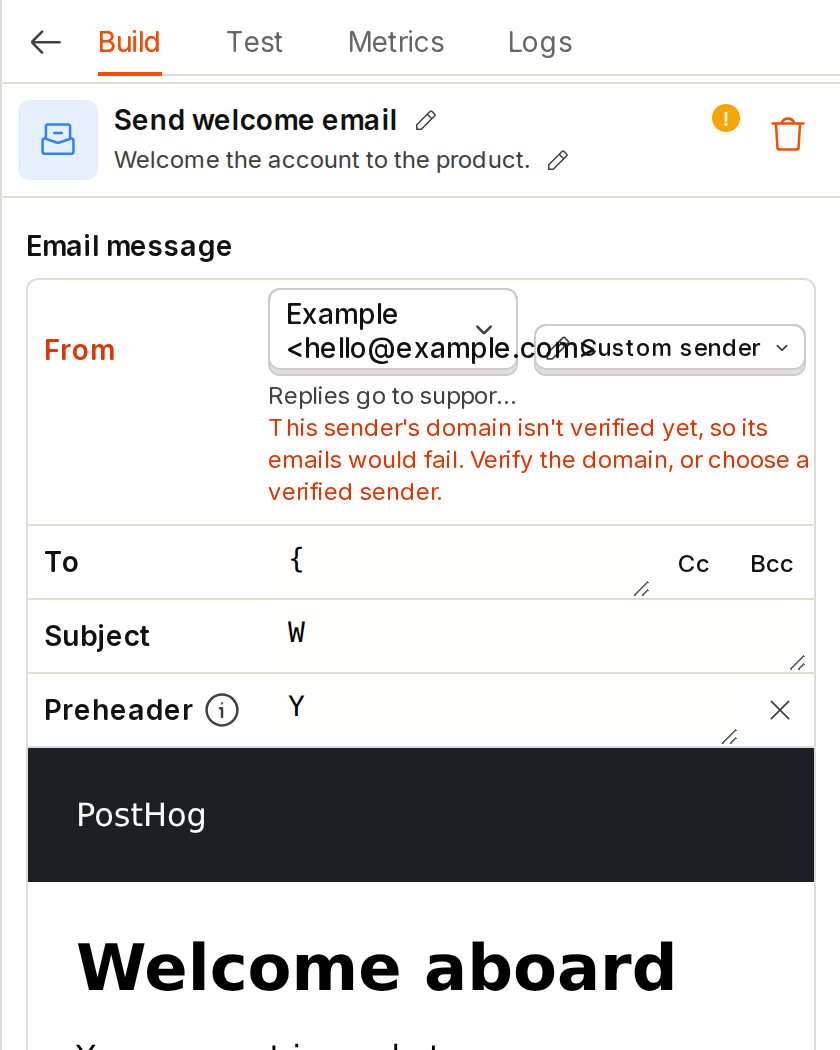 Build Test Metrics Logs
Send welcome email
Welcome the account to the product.
Email message
From
Example
<hello@example.com>
Custom sender
Replies go to suppor...
This sender's domain isn't verified yet, so its
emails would fail. Verify the domain, or choose a
verified sender.
To { Cc Bcc
Subject W
Preheader Y
PostHog
Welcome aboard